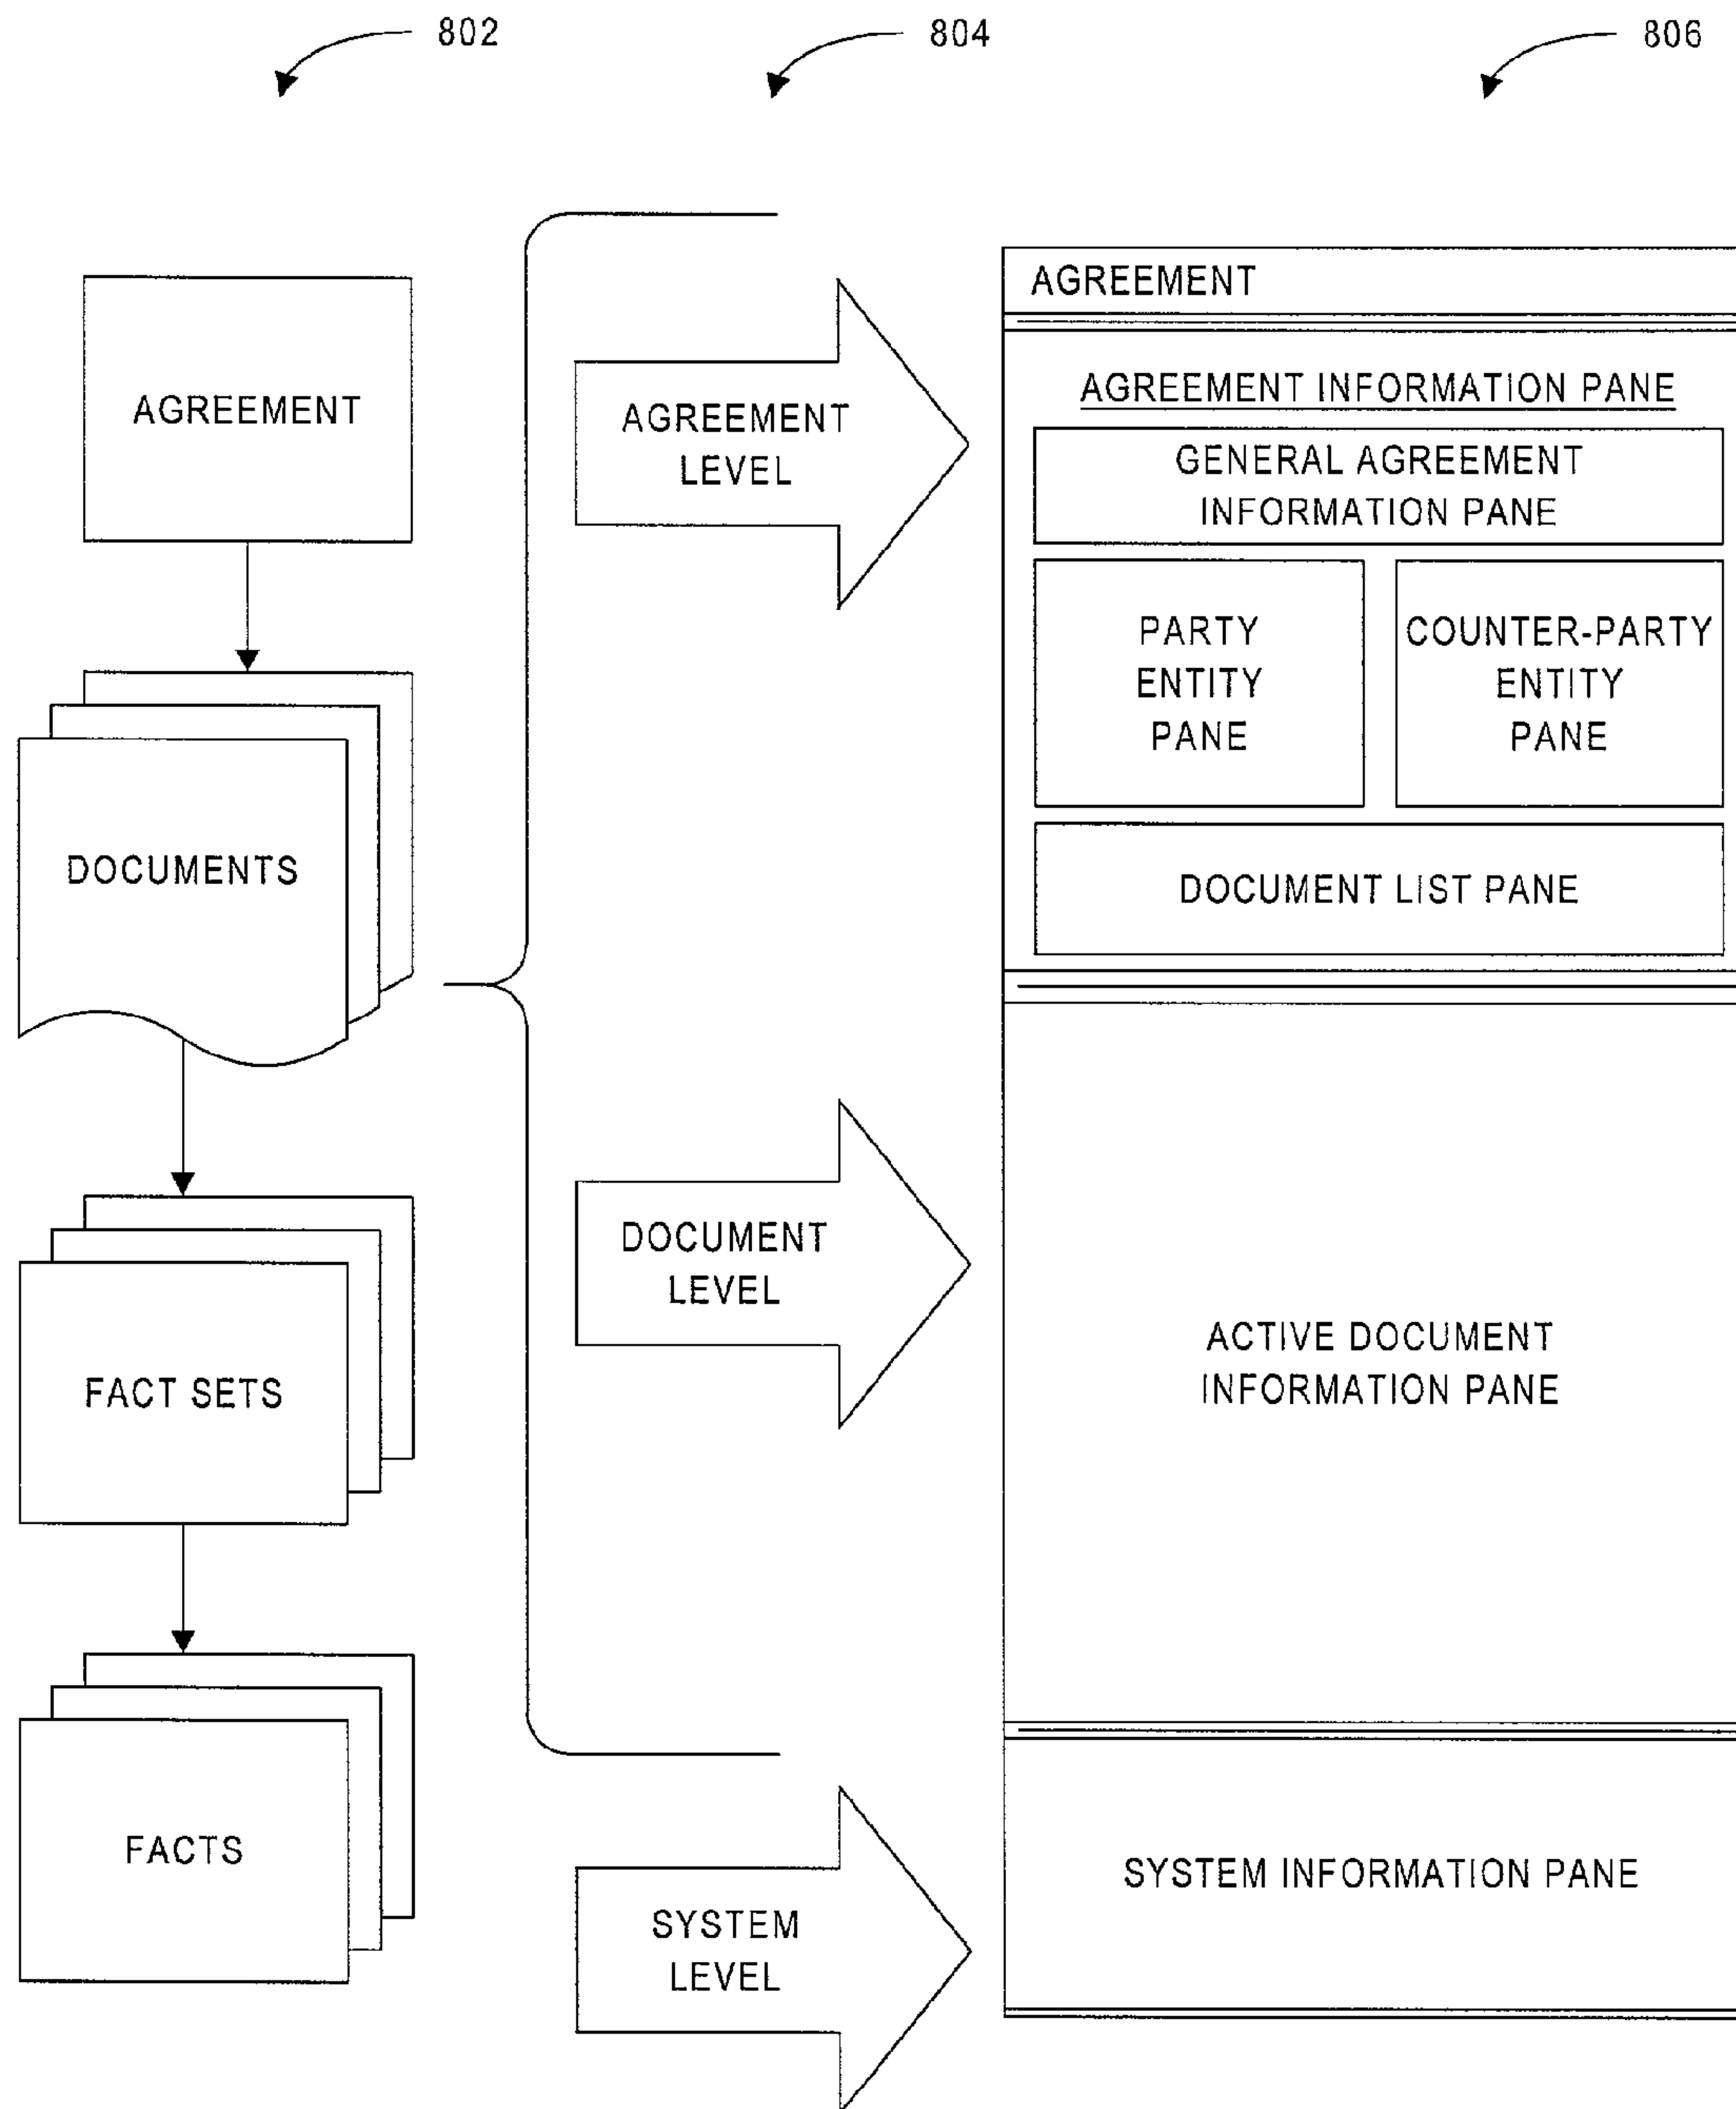 802
804
806
AGREEMENT
DOCUMENTS
FACT SETS
FACTS
AGREEMENT
LEVEL
DOCUMENT
LEVEL
SYSTEM
LEVEL
AGREEMENT
AGREEMENT INFORMATION PANE
GENERAL AGREEMENT
INFORMATION PANE
PARTY
ENTITY
PANE
COUNTER-PARTY
ENTITY
PANE
DOCUMENT LIST PANE
ACTIVE DOCUMENT
INFORMATION PANE
SYSTEM INFORMATION PANE